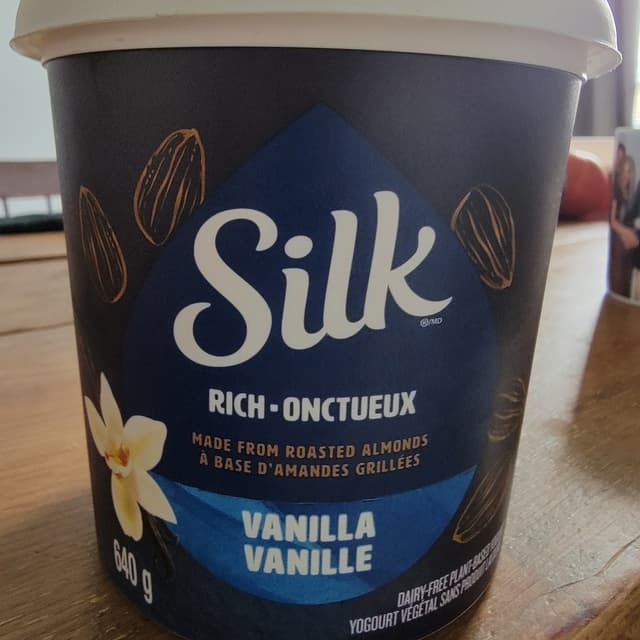 Silk
®/MD
RICH • ONCTUEUX
MADE FROM ROASTED ALMONDS
À BASE D'AMANDES GRILLÉES
VANILLA
VANILLE
640 g
DAIRY-FREE PLANT-BASED
YOGOURT VÉGÉTAL SANS